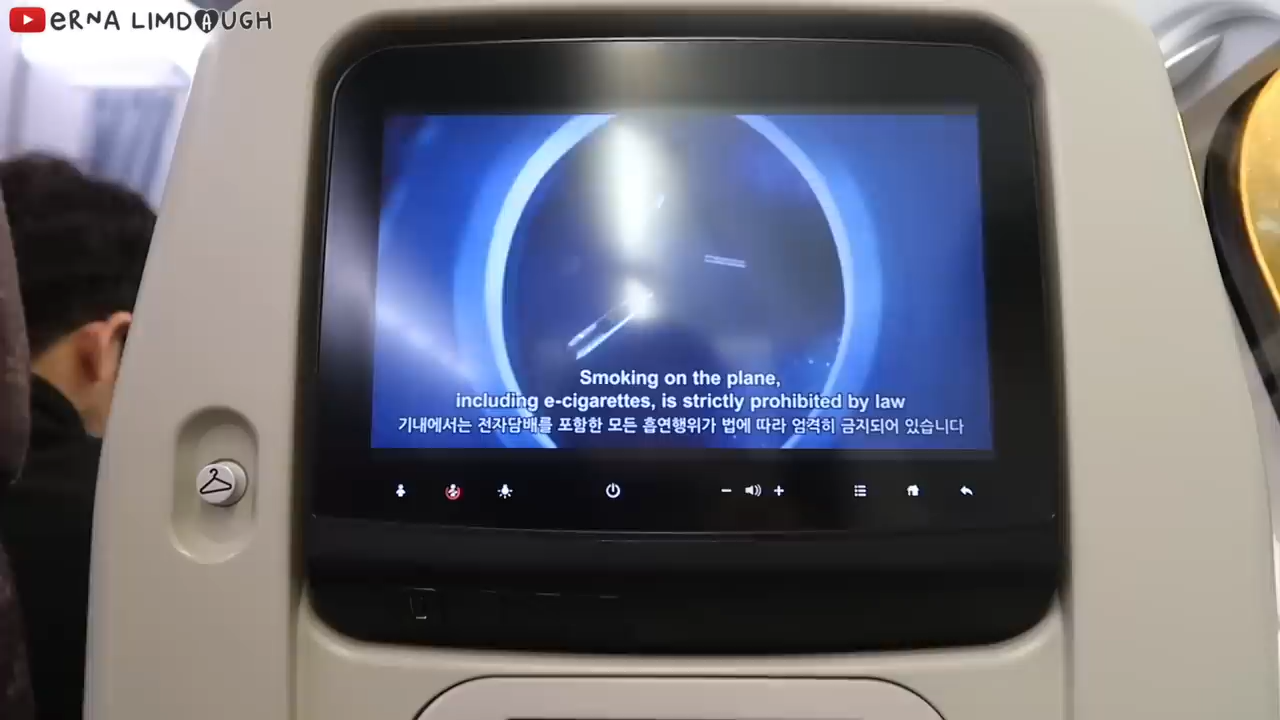 eRNA LIMDAUGH
Smoking on the plane,
including e-cigarettes, is strictly prohibited by law
기내에서는 전자담배를 포함한 모든 흡연행위가 법에 따라 엄격히 금지되어 있습니다